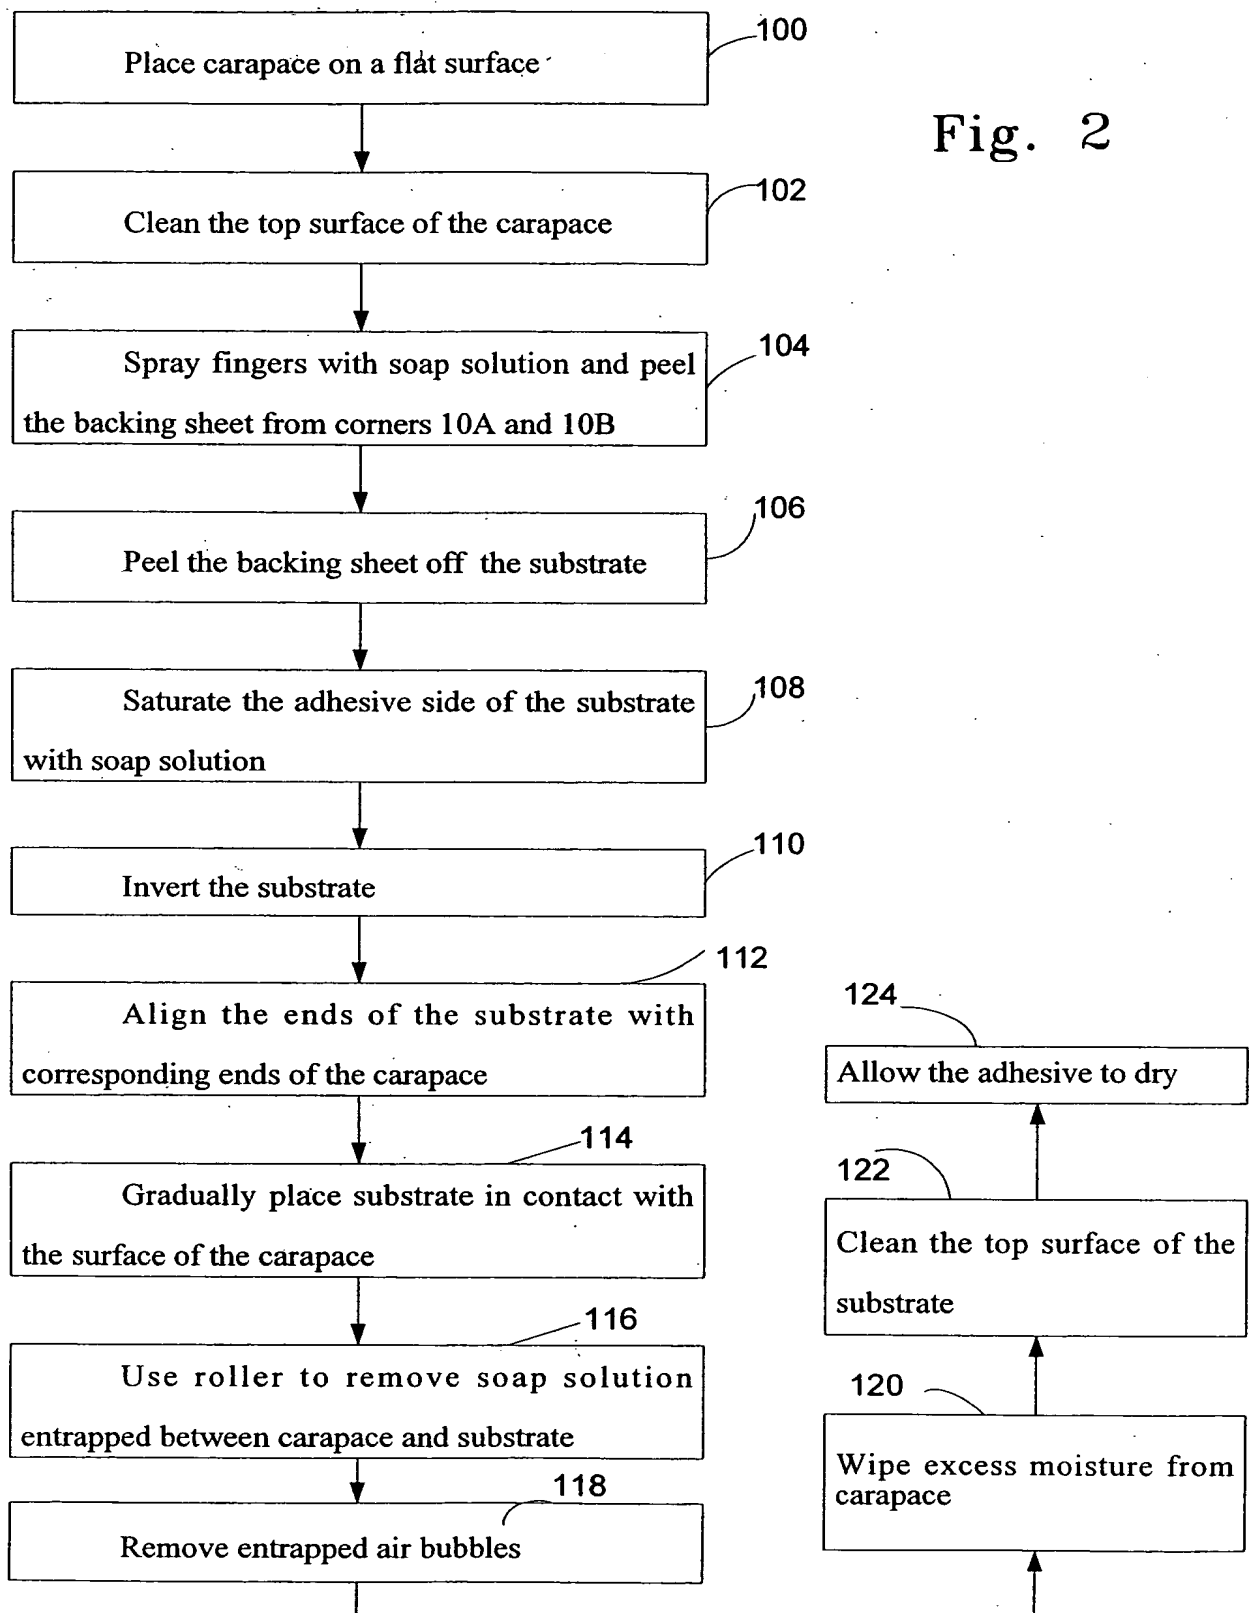 100
Place carapace on a flat surface
Fig. 2
102
Clean the top surface of the carapace
104
Spray fingers with soap solution and peel
the backing sheet from corners 10A and 10B
106
Peel the backing sheet off the substrate
108
Saturate the adhesive side of the substrate
with soap solution
110
Invert the substrate
112
Align the ends of the substrate with
corresponding ends of the carapace
114
Gradually place substrate in contact with
the surface of the carapace
116
Use roller to remove soap solution
entrapped between carapace and substrate
118
Remove entrapped air bubbles
120
Wipe excess moisture from
carapace
122
Clean the top surface of the
substrate
124
Allow the adhesive to dry